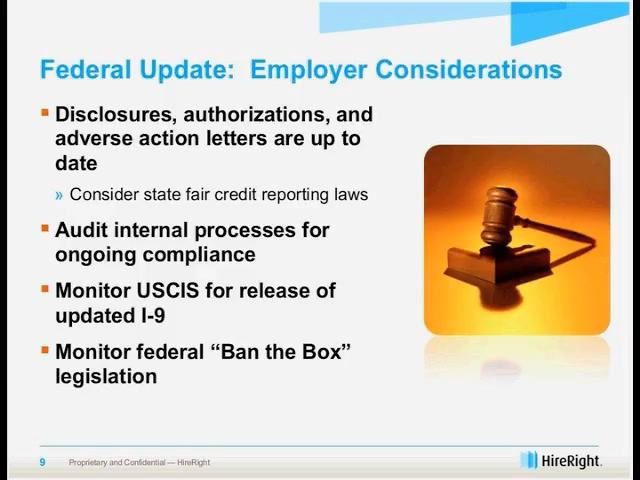 Federal Update:  Employer Considerations
Disclosures, authorizations, and
adverse action letters are up to
date
» Consider state fair credit reporting laws
Audit internal processes for
ongoing compliance
Monitor USCIS for release of
updated I-9
Monitor federal “Ban the Box”
legislation
9 Proprietary and Confidential — HireRight
HireRight.